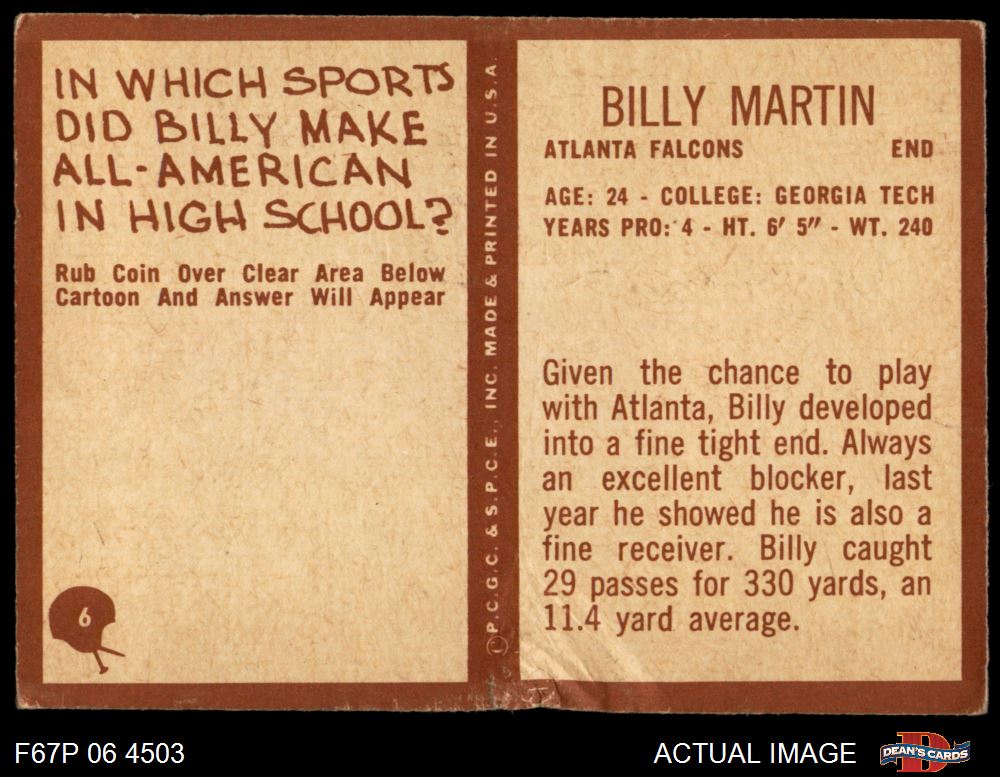 IN WHICH SPORTS
DID BILLY MAKE
ALL-AMERICAN
IN HIGH SCHOOL?
Rub Coin Over Clear Area Below
Cartoon And Answer Will Appear
6
P.C.G.C. & S.P.C.E., INC. MADE & PRINTED IN U.S.A.
BILLY MARTIN
ATLANTA FALCONS END
AGE: 24 - COLLEGE: GEORGIA TECH
YEARS PRO: 4 - HT. 6' 5" - WT. 240
Given the chance to play
with Atlanta, Billy developed
into a fine tight end. Always
an excellent blocker, last
year he showed he is also a
fine receiver. Billy caught
29 passes for 330 yards, an
11.4 yard average.
F67P 06 4503
ACTUAL IMAGE
D
DEAN'S CARDS